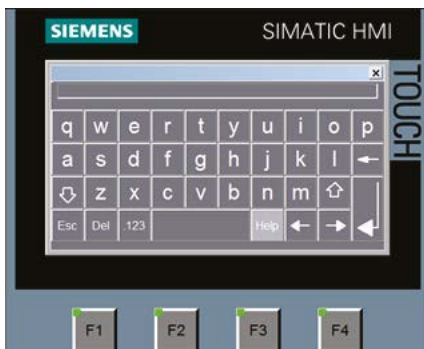 SIEMENS SIMATIC HMI
TOUCH
q w e r t y u i o p
a s d f g h j k l
z x c v b n m
Esc Del .123 Help
F1 F2 F3 F4